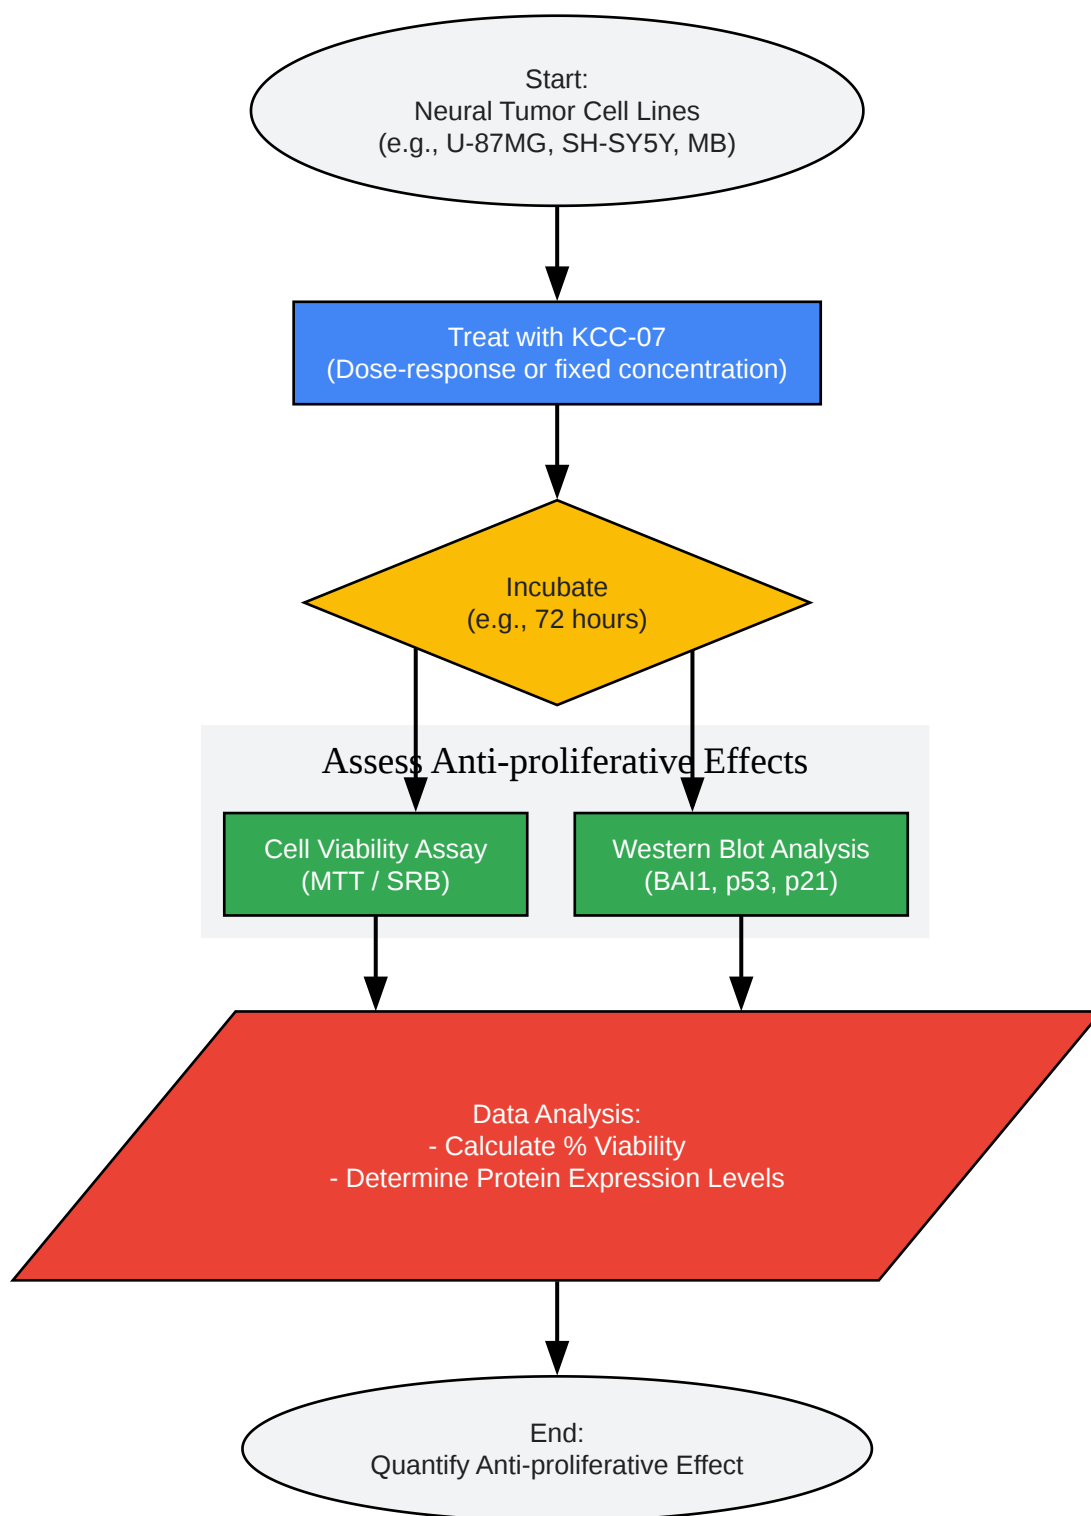 Start:
Neural Tumor Cell Lines
(e.g., U-87MG, SH-SY5Y, MB)
Treat with KCC-07
(Dose-response or fixed concentration)
Incubate
(e.g., 72 hours)
Assess Anti-proliferative Effects
Cell Viability Assay
(MTT / SRB)
Western Blot Analysis
(BAI1, p53, p21)
Data Analysis:
- Calculate % Viability
- Determine Protein Expression Levels
End:
Quantify Anti-proliferative Effect